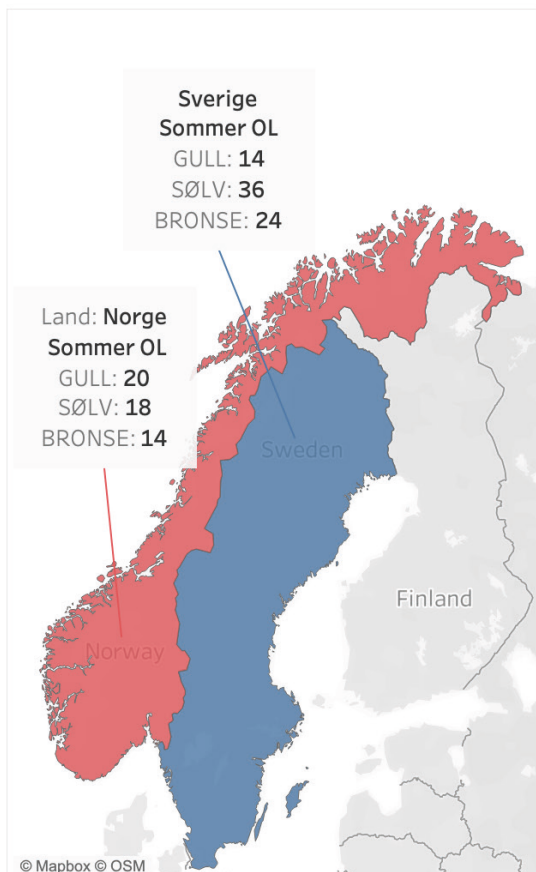 Sverige
Sommer OL
GULL: 14
SØLV: 36
BRONSE: 24
Land: Norge
Sommer OL
GULL: 20
SØLV: 18
BRONSE: 14
Sweden
Finland
Norway
© Mapbox © OSM